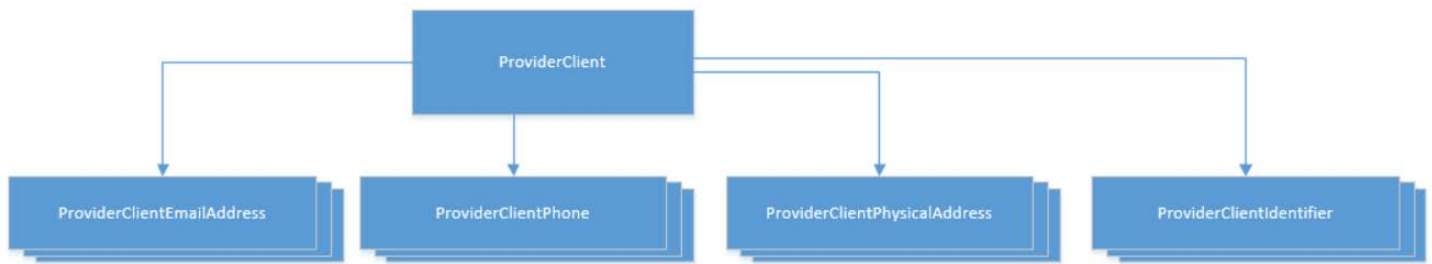 ProviderClient
ProviderClientEmailAddress
ProviderClientPhone
ProviderClientPhysicalAddress
ProviderClientIdentifier